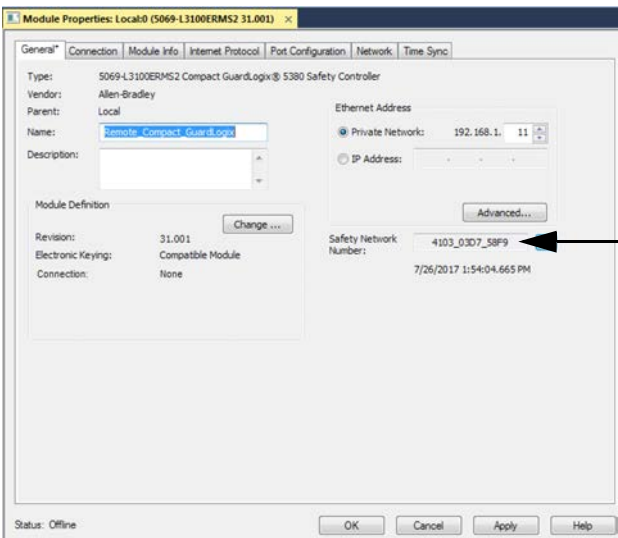 Module Properties: Local:0 (5069-L3100ERMS2 31.001) ×
General* Connection Module Info Internet Protocol Port Configuration Network Time Sync
Type: 5069-L3100ERMS2 Compact GuardLogix® 5380 Safety Controller
Vendor: Allen-Bradley
Parent: Local
Name: Remote_Compact_GuardLogix
Description:
Ethernet Address
Private Network: 192.168.1. 11
IP Address: . . .
Advanced...
Module Definition
Change ...
Revision: 31.001
Electronic Keying: Compatible Module
Connection: None
Safety Network Number: 4103_03D7_58F9
7/26/2017 1:54:04.665 PM
Status: Offline
OK Cancel Apply Help